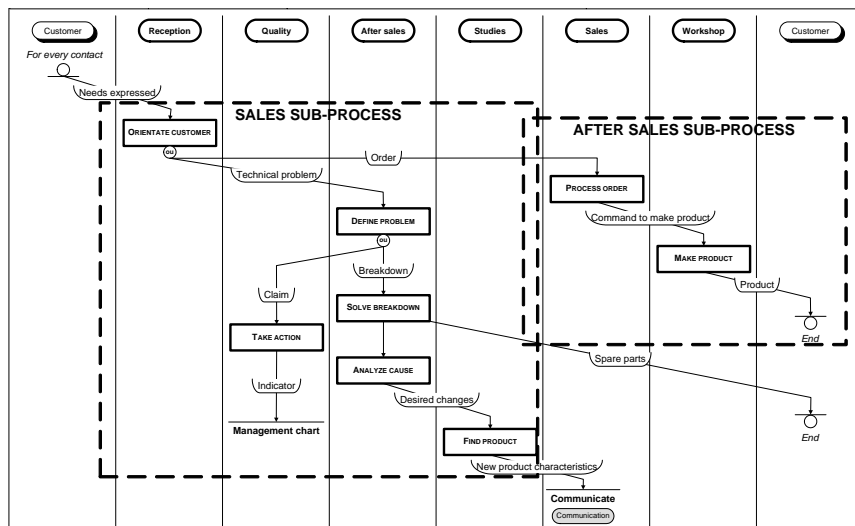 Customer
Reception
Quality
After sales
Studies
Sales
Workshop
Customer
For every contact
Needs expressed
SALES SUB-PROCESS
AFTER SALES SUB-PROCESS
ORIENTATE CUSTOMER
ou
Order
Technical problem
PROCESS ORDER
DEFINE PROBLEM
Command to make product
ou
MAKE PRODUCT
Breakdown
Product
Claim
SOLVE BREAKDOWN
TAKE ACTION
End
Spare parts
ANALYZE CAUSE
Indicator
Desired changes
Management chart
FIND PRODUCT
End
New product characteristics
Communicate
Communication